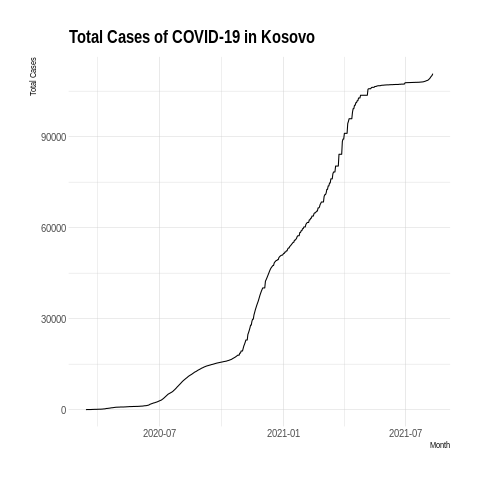 Total Cases of COVID-19 in Kosovo
Total Cases
90000
60000
30000
0
2020-07
2021-01
2021-07
Month